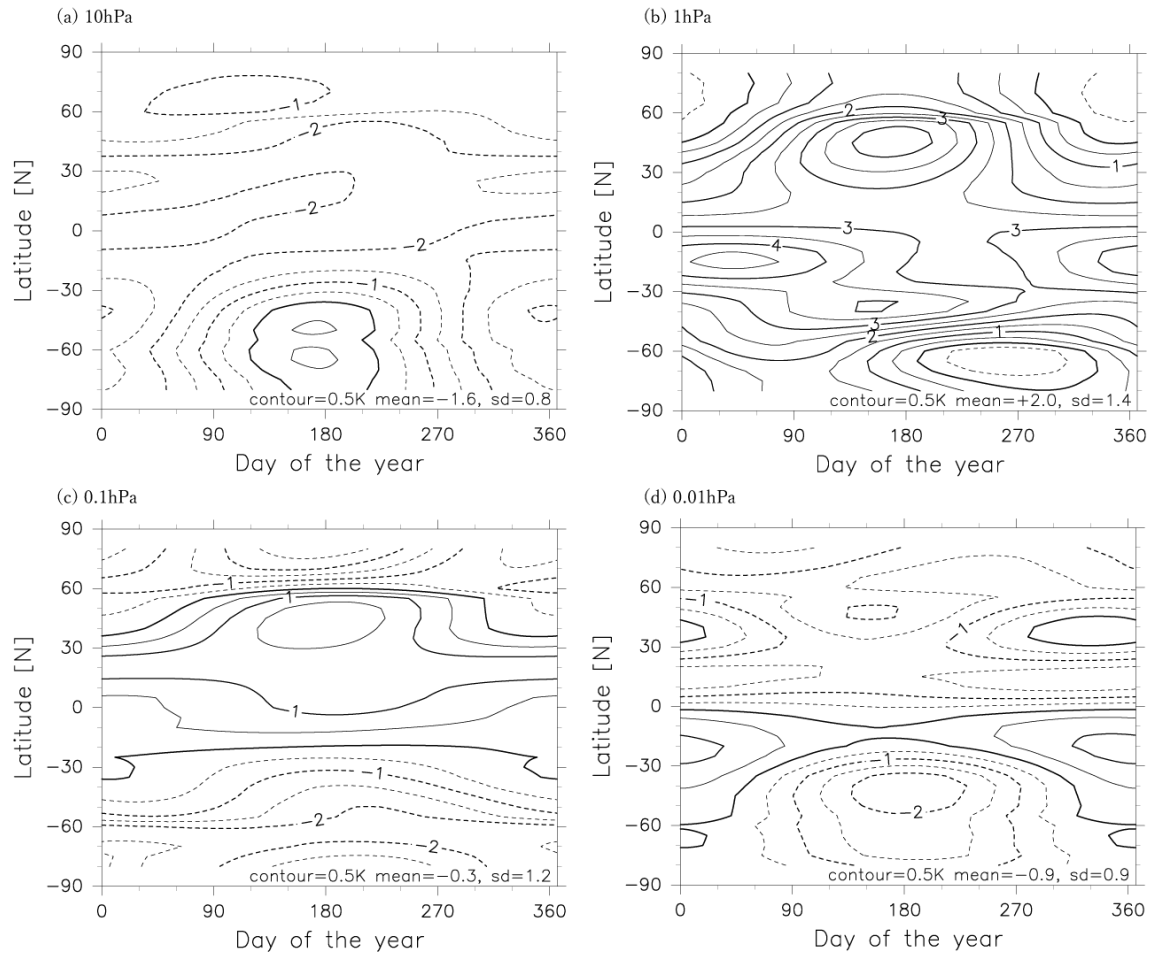 (a) 10hPa
90
60
30
0
−30
−60
−90
Latitude [N]
−1
−2
−2
−2
−1
contour=0.5K mean=−1.6, sd=0.8
0 90 180 270 360
Day of the year
(b) 1hPa
90
60
30
0
−30
−60
−90
Latitude [N]
2
3
1
3
3
4
3
2
1
contour=0.5K mean=+2.0, sd=1.4
0 90 180 270 360
Day of the year
(c) 0.1hPa
90
60
30
0
−30
−60
−90
Latitude [N]
−1
1
1
−1
−2
−2
contour=0.5K mean=−0.3, sd=1.2
0 90 180 270 360
Day of the year
(d) 0.01hPa
90
60
30
0
−30
−60
−90
Latitude [N]
−1
−1
−1
−2
contour=0.5K mean=−0.9, sd=0.9
0 90 180 270 360
Day of the year